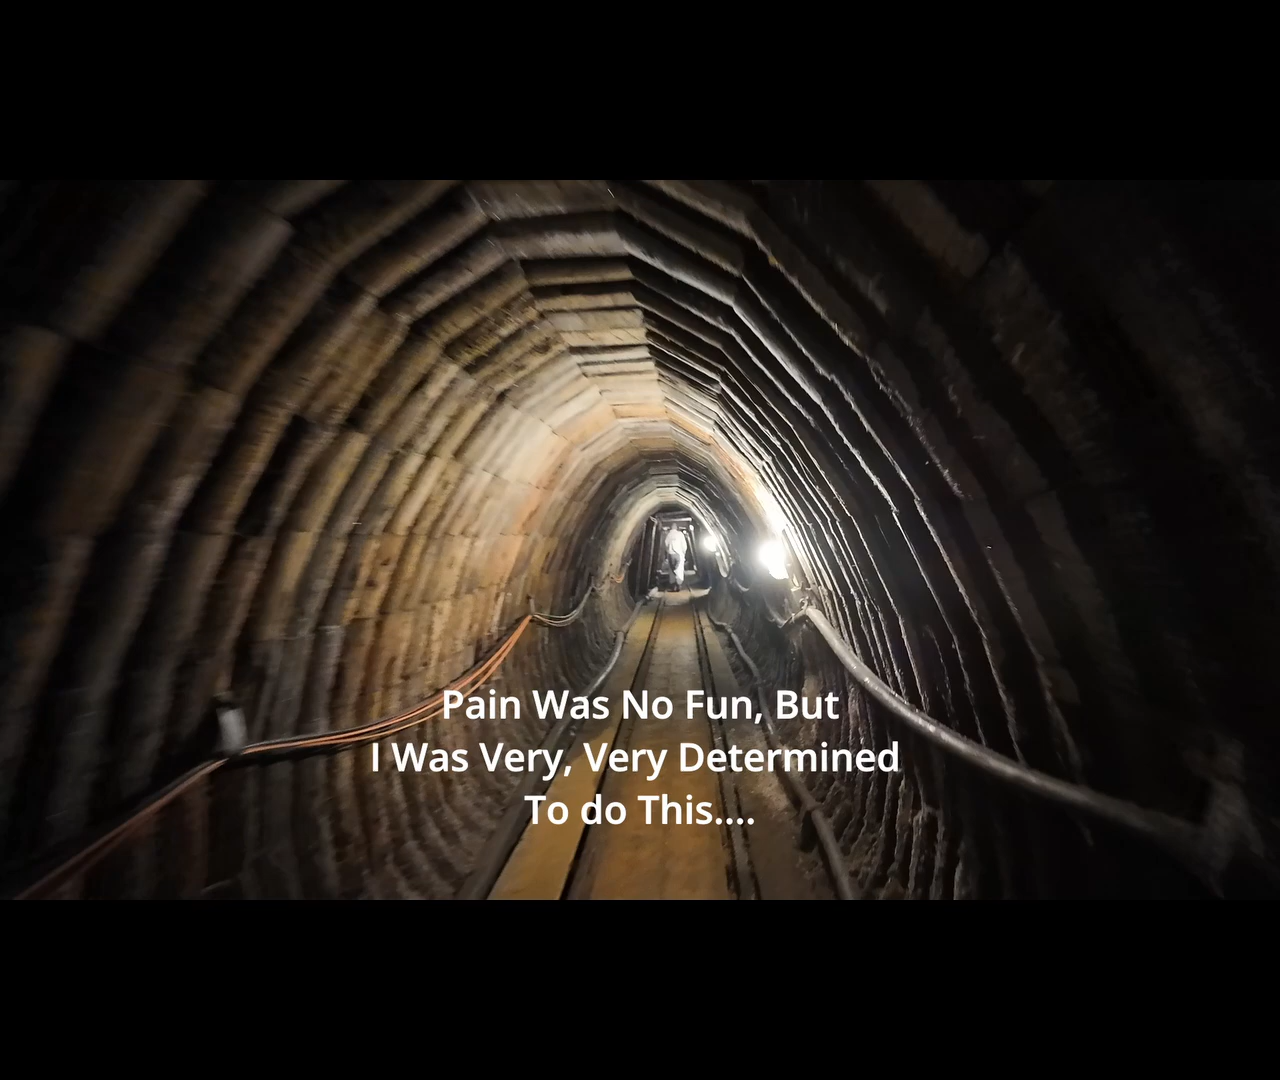 Pain Was No Fun, But
I Was Very, Very Determined
To do This....